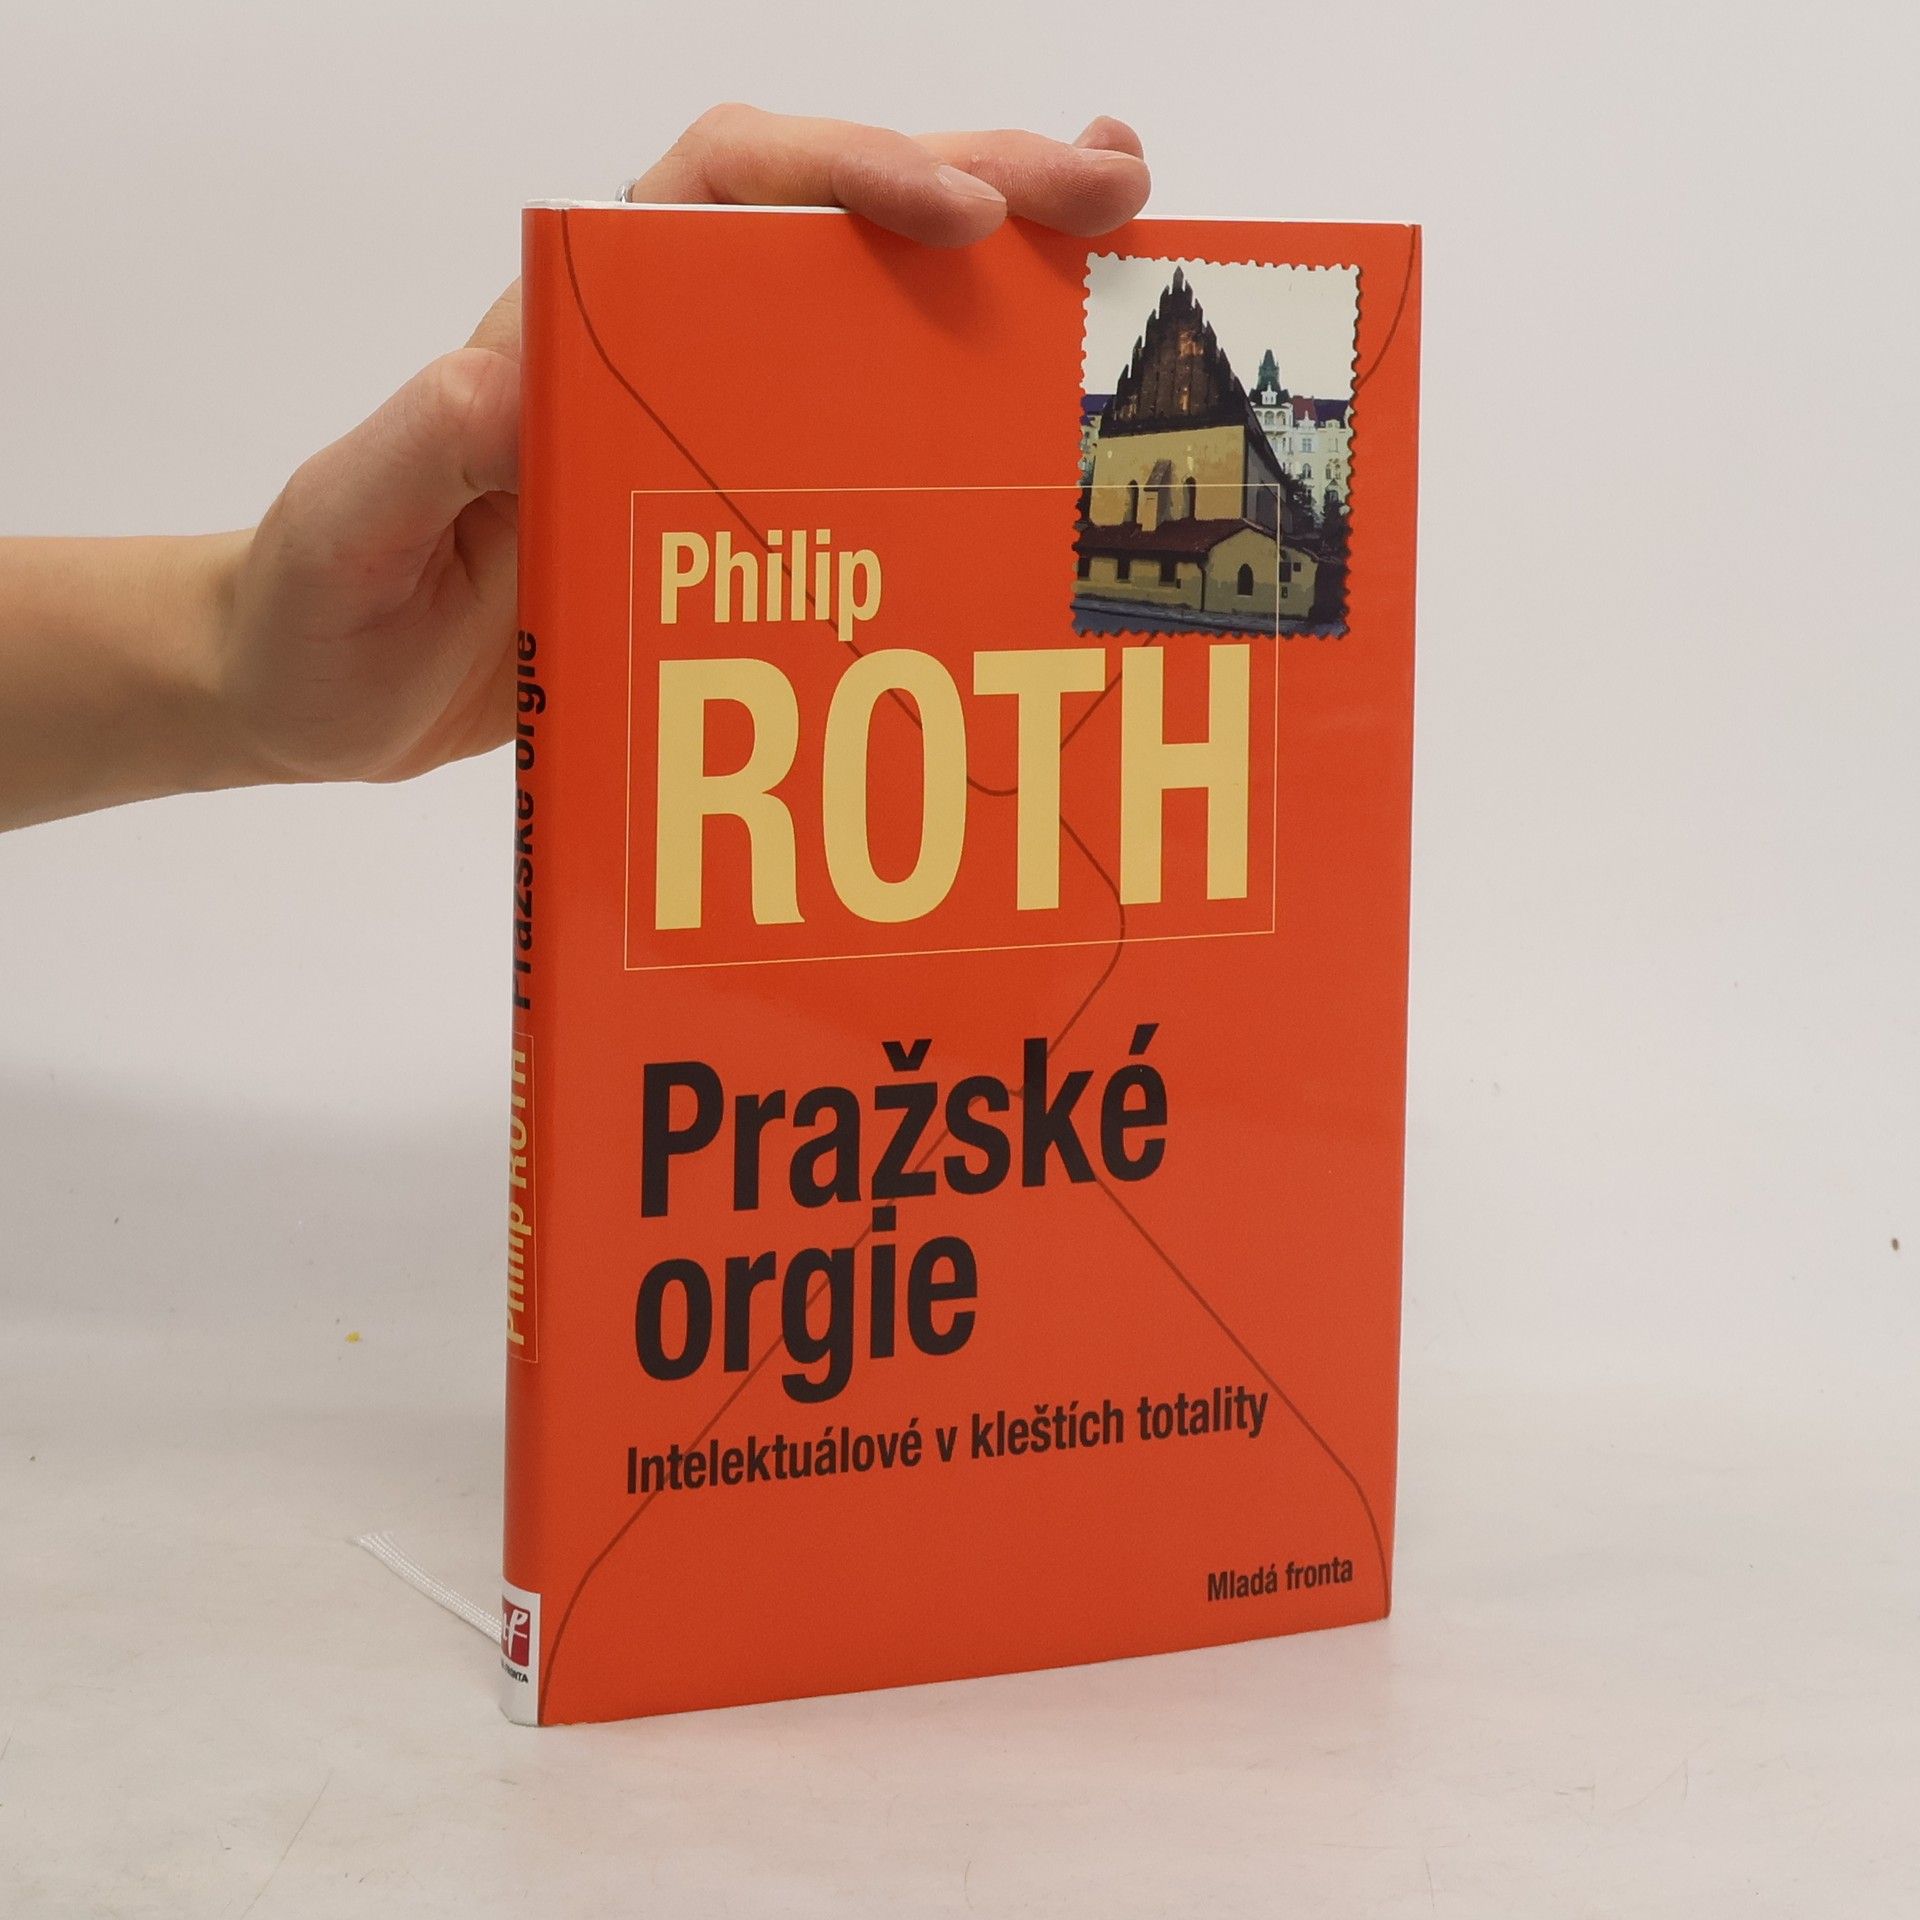 Philip
ROTH
Pražské
orgie
Intelektuálové v kleštích totality
Mladá fronta
Philip ROTH Pražské orgie